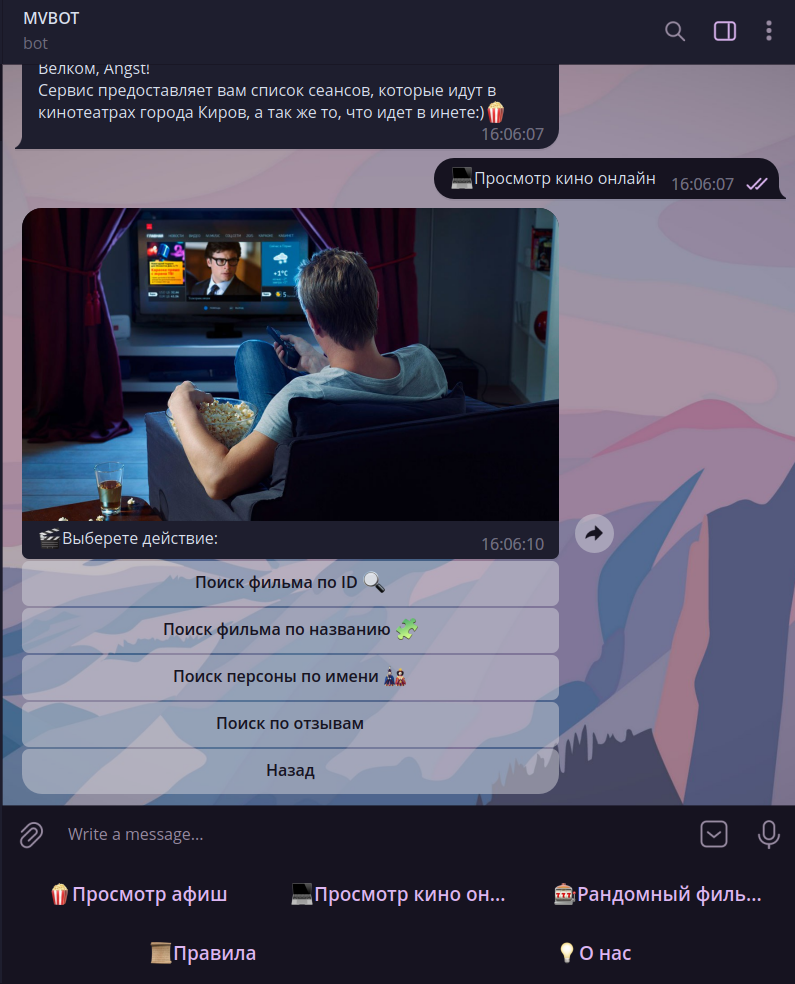 MVBOT
bot
Велком, Angst!
Сервис предоставляет вам список сеансов, которые идут в
кинотеатрах города Киров, а так же то, что идет в инете:)🍿
16:06:07
💻Просмотр кино онлайн 16:06:07
+1°C
🎬Выберете действие: 16:06:10
Поиск фильма по ID 🔍
Поиск фильма по названию 🧩
Поиск персоны по имени 🎎
Поиск по отзывам
Назад
Write a message...
🍿Просмотр афиш 💻Просмотр кино он... 🎰Рандомный филь...
📜Правила 💡О нас